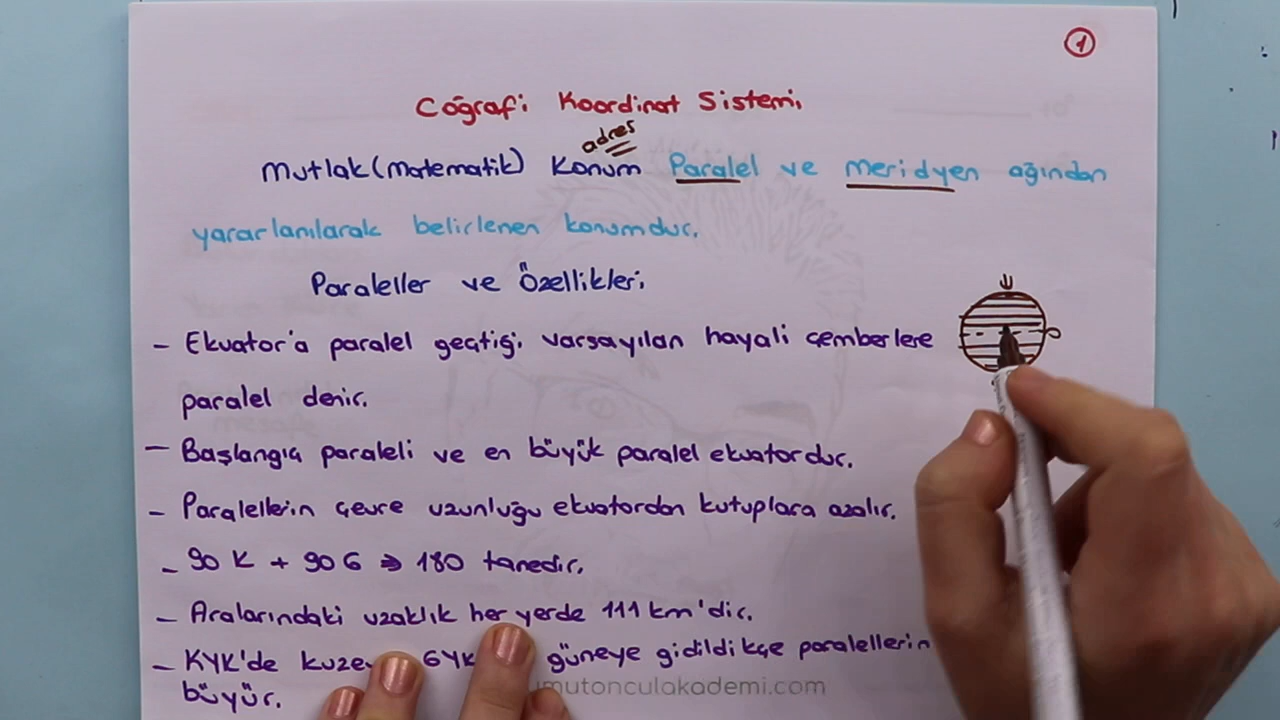 1
Coğrafi Koordinat Sistemi
adres
Mutlak (Matematik) Konum Paralel ve meridyen ağından
yararlanılarak belirlenen konumdur.
Paraleller ve Özellikleri
- Ekvator'a paralel geçtiği varsayılan hayali çemberlere
paralel denir.
- Başlangıç paraleli ve en büyük paralel ekvatordur.
- Paralellerin çevre uzunluğu ekvatordan kutuplara azalır.
- 90 K + 90 G ⇒ 180 tanedir.
- Aralarındaki uzaklık her yerde 111 km'dir.
- KYK'de güneye gidildikçe paralellerin
büyür.
mutonculakademi.com